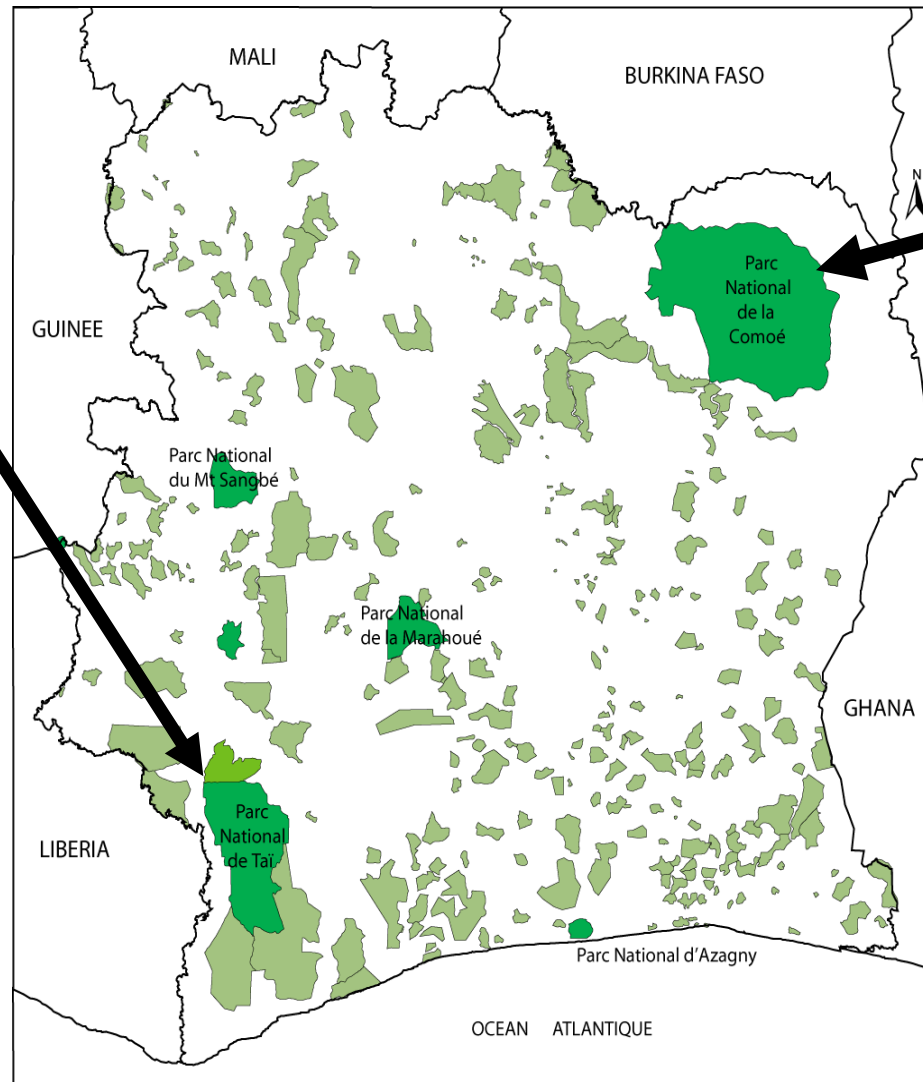 MALI
BURKINA FASO
N
Parc
National
de la
Comoé
GUINEE
Parc National
du Mt Sangbé
Parc National
de la Marahoué
GHANA
Parc
National
de Taï
LIBERIA
Parc National d'Azagny
OCEAN ATLANTIQUE